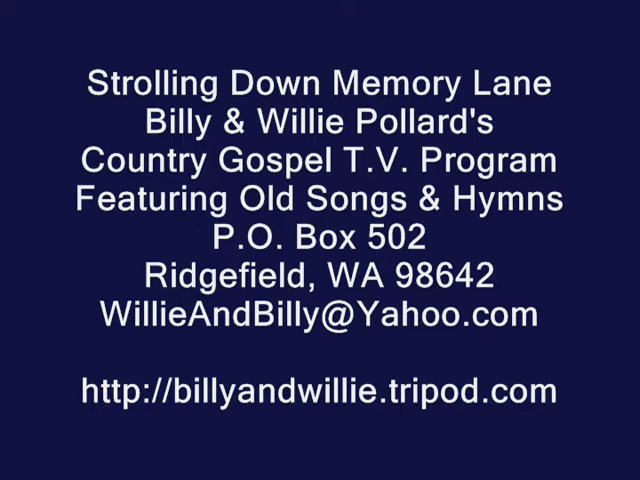 Strolling Down Memory Lane
Billy & Willie Pollard's
Country Gospel T.V. Program
Featuring Old Songs & Hymns
P.O. Box 502
Ridgefield, WA 98642
WillieAndBilly@Yahoo.com
http://billyandwillie.tripod.com